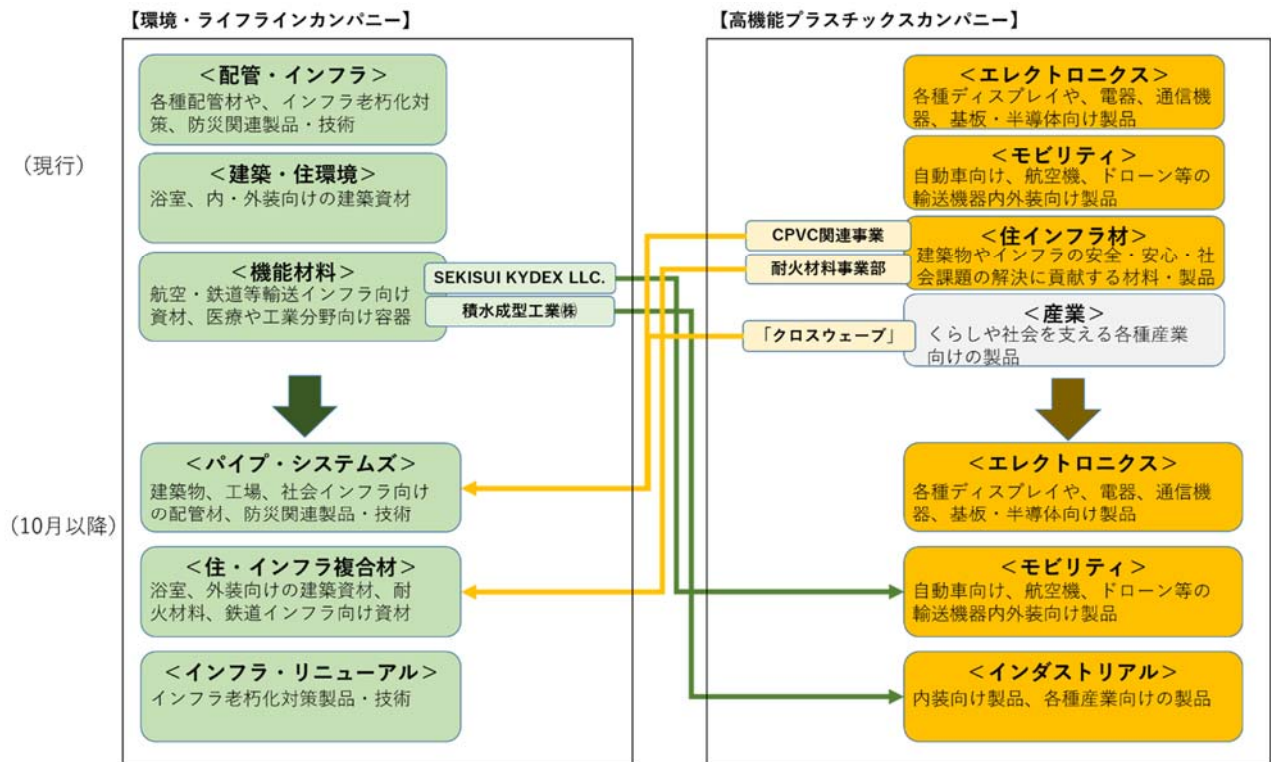 【環境・ライフラインカンパニー】
【高機能プラスチックスカンパニー】
（現行）
＜配管・インフラ＞
各種配管材や、インフラ老朽化対
策、防災関連製品・技術
＜建築・住環境＞
浴室、内・外装向けの建築資材
＜機能材料＞
航空・鉄道等輸送インフラ向け
資材、医療や工業分野向け容器
SEKISUI KYDEX LLC.
積水成型工業㈱
＜エレクトロニクス＞
各種ディスプレイや、電器、通信機
器、基板・半導体向け製品
＜モビリティ＞
自動車向け、航空機、ドローン等の
輸送機器内外装向け製品
CPVC関連事業
耐火材料事業部
＜住インフラ材＞
建築物やインフラの安全・安心・社
会課題の解決に貢献する材料・製品
「クロスウェーブ」
＜産業＞
くらしや社会を支える各種産業
向けの製品
（10月以降）
＜パイプ・システムズ＞
建築物、工場、社会インフラ向け
の配管材、防災関連製品・技術
＜住・インフラ複合材＞
浴室、外装向けの建築資材、耐
火材料、鉄道インフラ向け資材
＜インフラ・リニューアル＞
インフラ老朽化対策製品・技術
＜エレクトロニクス＞
各種ディスプレイや、電器、通信機
器、基板・半導体向け製品
＜モビリティ＞
自動車向け、航空機、ドローン等の
輸送機器内外装向け製品
＜インダストリアル＞
内装向け製品、各種産業向けの製品